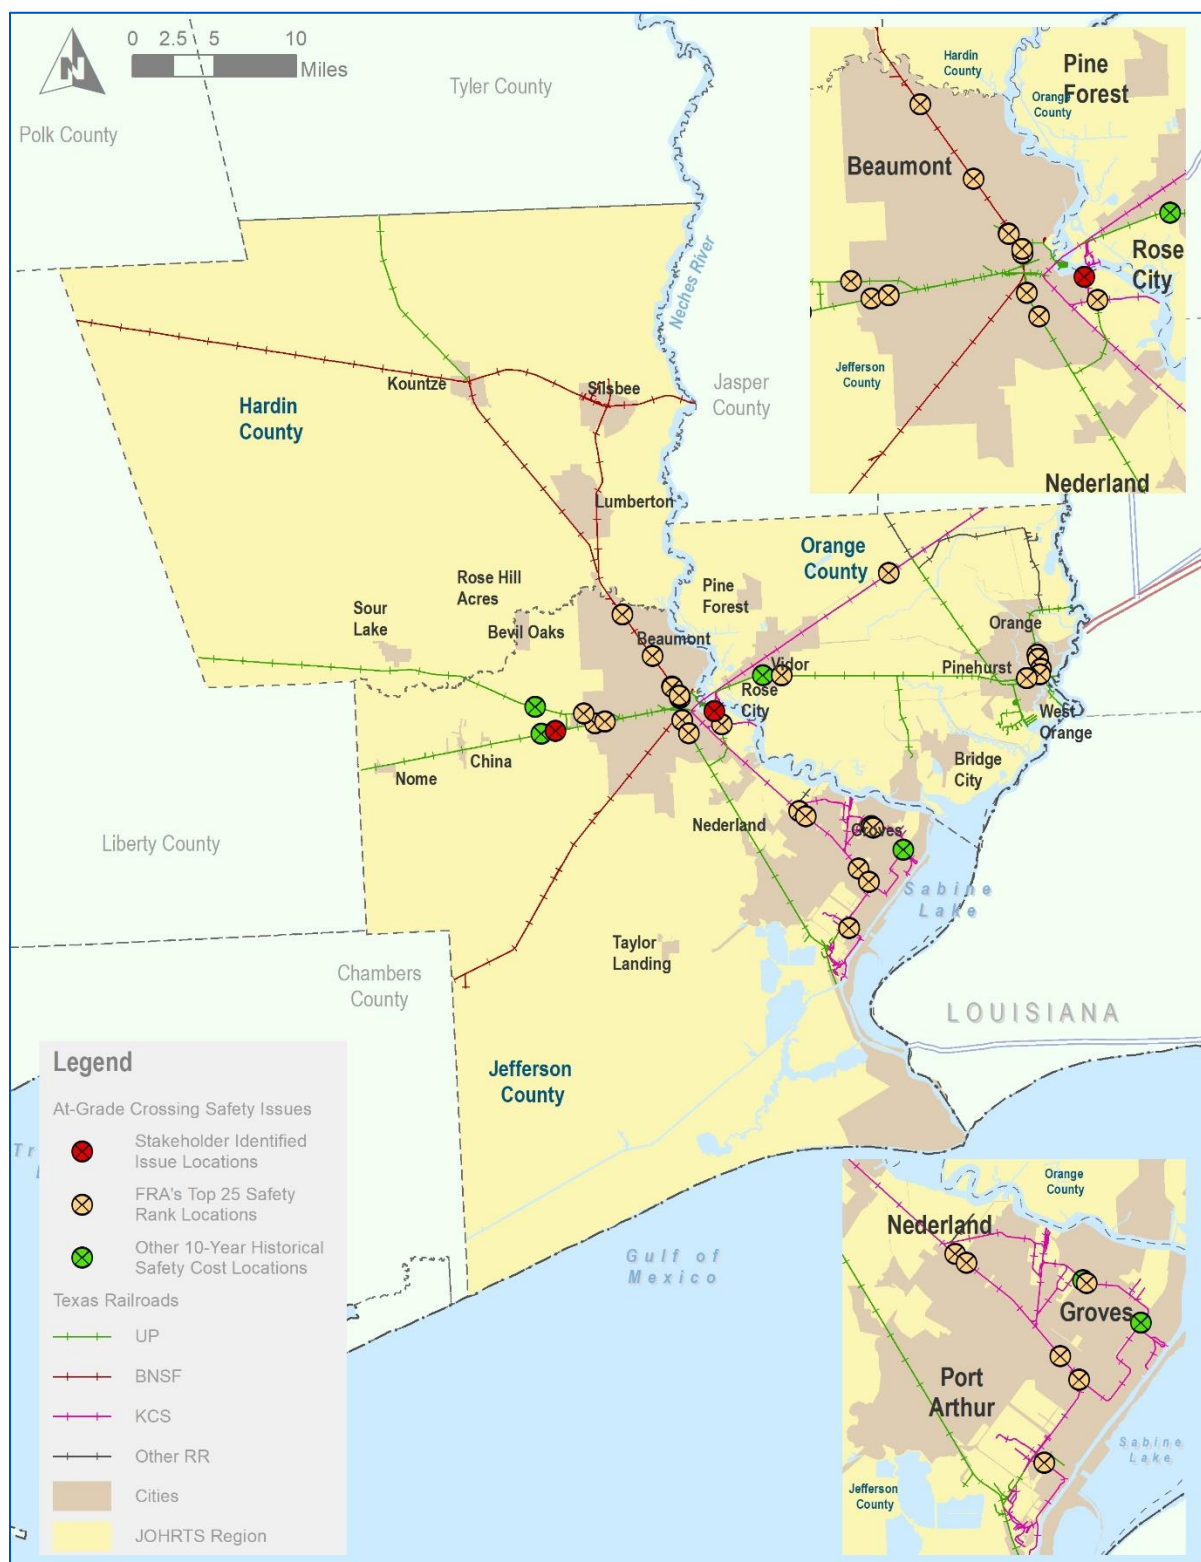 N
0 2.5 5 10
Miles
Polk County
Tyler County
Neches River
Jasper
County
Kountze
Silsbee
Hardin
County
Lumberton
Rose Hill
Acres
Sour
Lake
Bevil Oaks
Beaumont
Pine
Forest
Orange
County
Orange
Vidor
Pinehurst
Rose
City
West
Orange
China
Nome
Bridge
City
Nederland
Groves
Liberty County
Sabine
Lake
Taylor
Landing
Chambers
County
LOUISIANA
Jefferson
County
Gulf of
Mexico
Tr
Legend
At-Grade Crossing Safety Issues
Stakeholder Identified
Issue Locations
FRA's Top 25 Safety
Rank Locations
Other 10-Year Historical
Safety Cost Locations
Texas Railroads
UP
BNSF
KCS
Other RR
Cities
JOHRTS Region
Hardin
County
Pine
Forest
Orange
County
Beaumont
Rose
City
Jefferson
County
Nederland
Orange
County
Nederland
Groves
Port
Arthur
Sabine
Lake
Jefferson
County